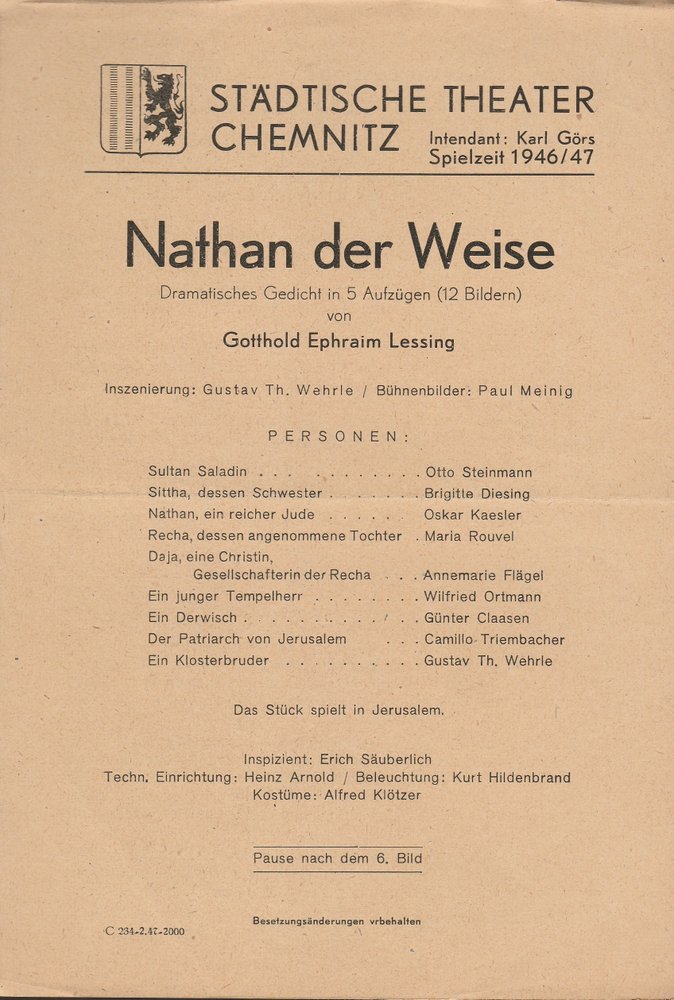 STÄDTISCHE THEATER
CHEMNITZ Intendant: Karl Görs
Spielzeit 1946/47
Nathan der Weise
Dramatisches Gedicht in 5 Aufzügen (12 Bildern)
von
Gotthold Ephraim Lessing
Inszenierung: Gustav Th. Wehrle / Bühnenbilder: Paul Meinig
PERSONEN:
Sultan Saladin . . . . . . . . . . . Otto Steinmann
Sittha, dessen Schwester . . . . . . . Brigitte Diesing
Nathan, ein reicher Jude . . . . . . Oskar Kaesler
Recha, dessen angenommene Tochter . Maria Rouvel
Daja, eine Christin,
Gesellschafterin der Recha . . . Annemarie Flägel
Ein junger Tempelherr . . . . . . . . Wilfried Ortmann
Ein Derwisch . . . . . . . . . . . . . Günter Claasen
Der Patriarch von Jerusalem . . . Camillo Triembacher
Ein Klosterbruder . . . . . . . . . . Gustav Th. Wehrle
Das Stück spielt in Jerusalem.
Inspizient: Erich Säuberlich
Techn. Einrichtung: Heinz Arnold / Beleuchtung: Kurt Hildenbrand
Kostüme: Alfred Klötzer
Pause nach dem 6. Bild
Besetzungsänderungen vrbehalten
C 234-2.47-2000